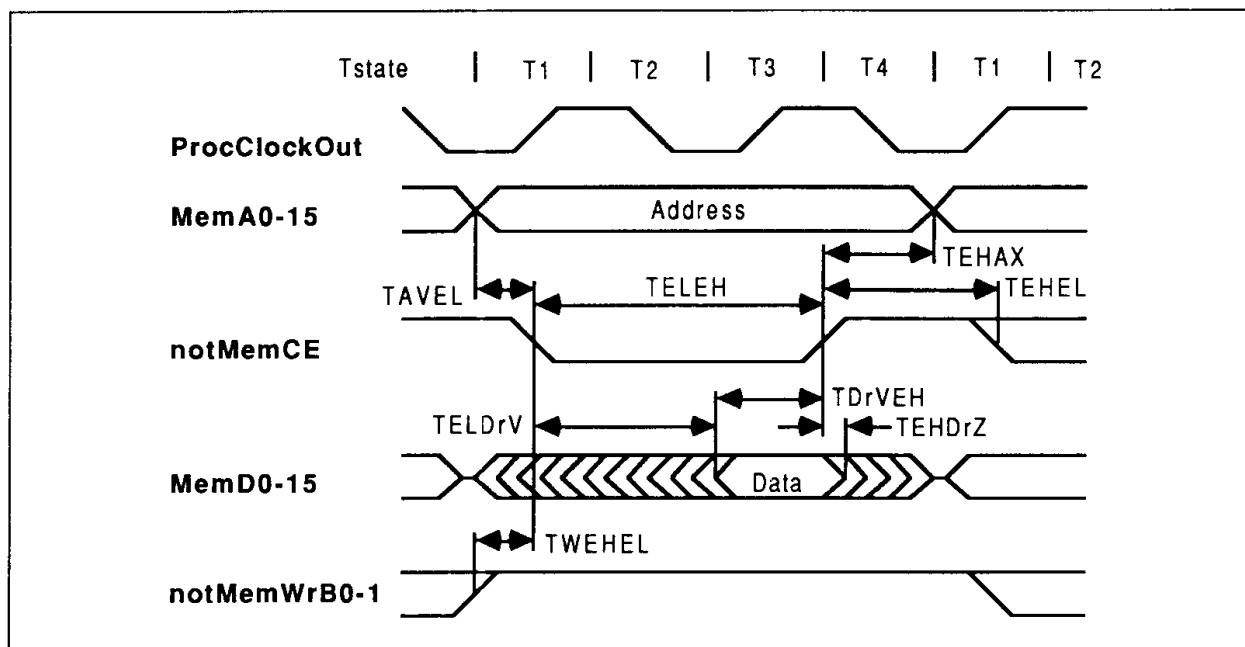 Tstate | T1 | T2 | T3 | T4 | T1 | T2
ProcClockOut
MemA0-15 Address
TEHAX
TAVEL TELEH TEHEL
notMemCE
TDrVEH
TELDrV TEHDrZ
MemD0-15 Data
TWEHEL
notMemWrB0-1